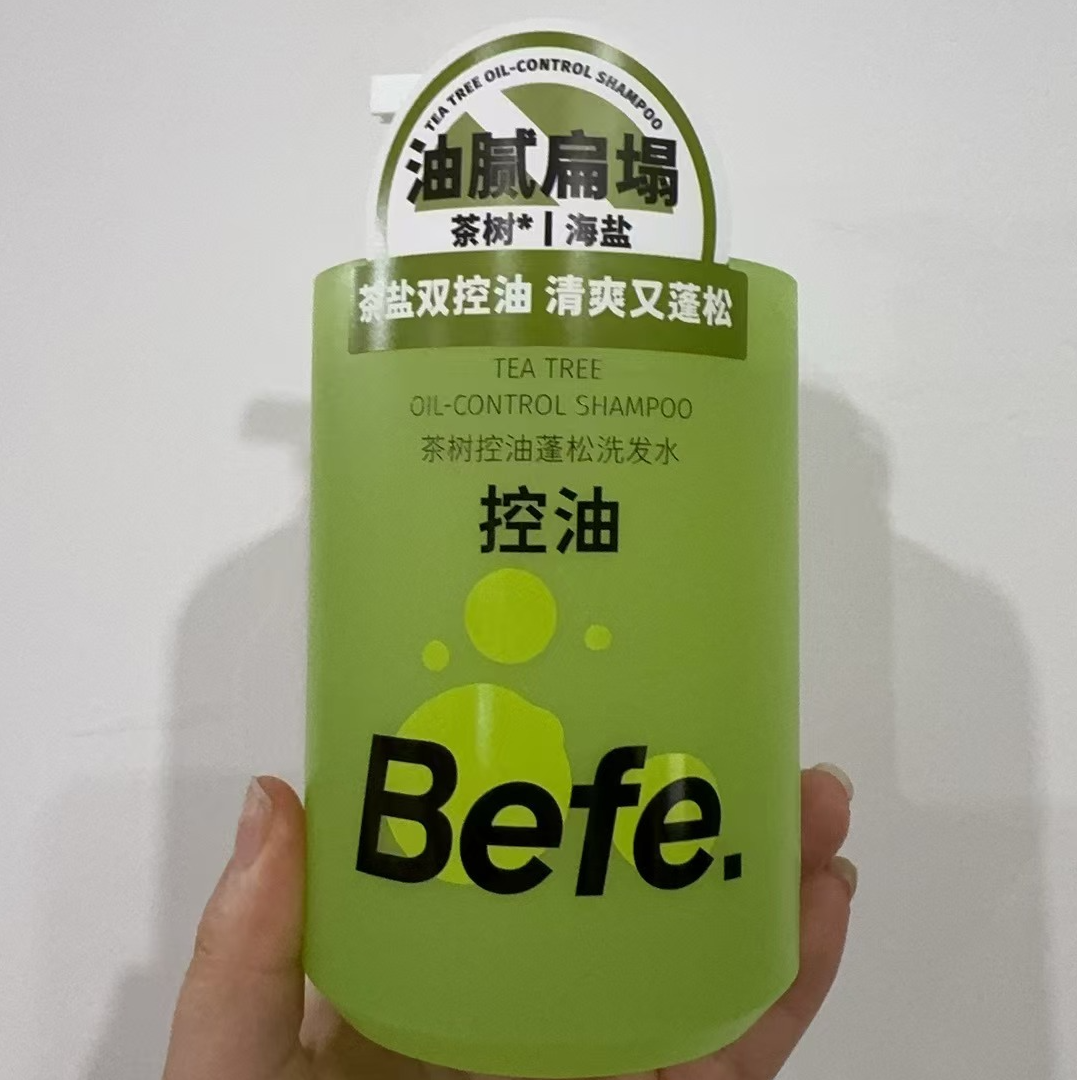 TEA TREE OIL-CONTROL SHAMPOO
油腻扁塌
茶树*|海盐
茶盐双控油 清爽又蓬松
TEA TREE
OIL-CONTROL SHAMPOO
茶树控油蓬松洗发水
控油
Befe.